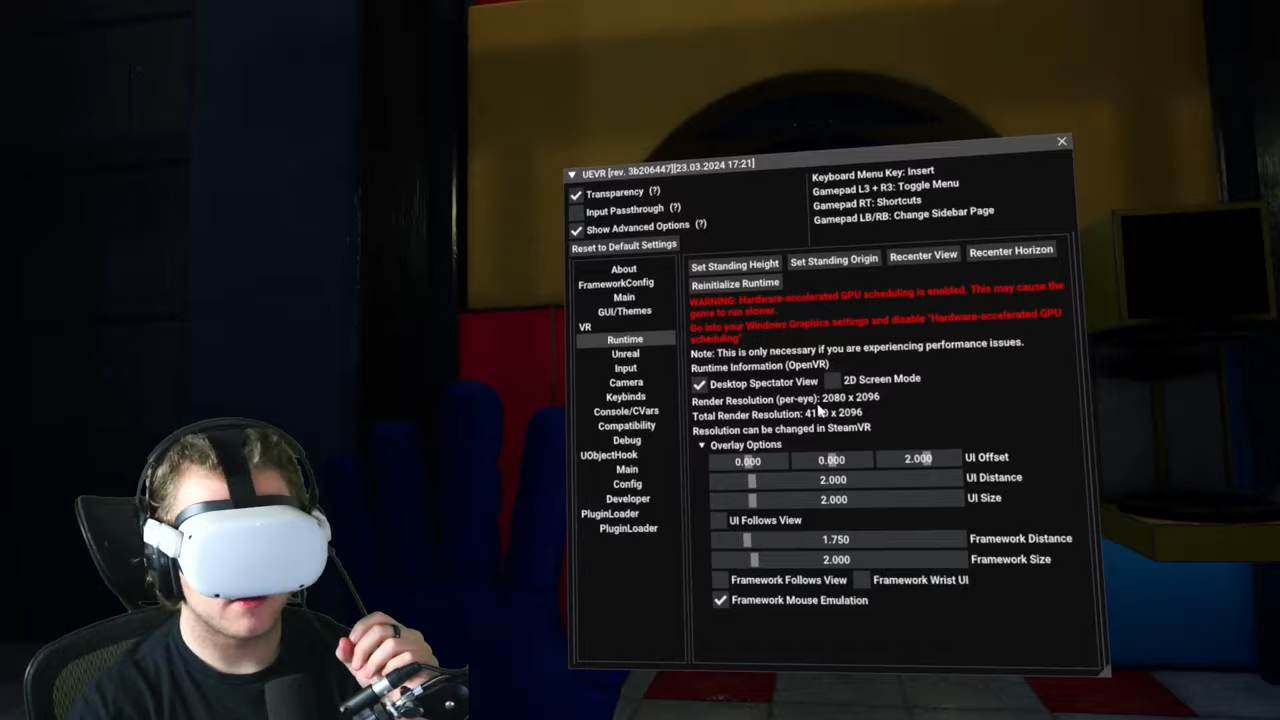 UEVR [rev. 3b206447][23.03.2024 17:21]
Transparency (?)
Input Passthrough (?)
Show Advanced Options (?)
Reset to Default Settings
Keyboard Menu Key: Insert
Gamepad L3 + R3: Toggle Menu
Gamepad RT: Shortcuts
Gamepad LB/RB: Change Sidebar Page
About
FrameworkConfig
Main
GUI/Themes
VR
Runtime
Unreal
Input
Camera
Keybinds
Console/CVars
Compatibility
Debug
UObjectHook
Main
Config
Developer
PluginLoader
PluginLoader
Set Standing Height Set Standing Origin Recenter View Recenter Horizon
Reinitialize Runtime
WARNING: Hardware-accelerated GPU scheduling is enabled. This may cause the
game to run slower.
Go into your Windows Graphics settings and disable "Hardware-accelerated GPU
scheduling"
Note: This is only necessary if you are experiencing performance issues.
Runtime Information (OpenVR)
Desktop Spectator View 2D Screen Mode
Render Resolution (per-eye): 2080 x 2096
Total Render Resolution: x 2096
Resolution can be changed in SteamVR
Overlay Options
0.000 0.000 2.000 UI Offset
2.000 UI Distance
2.000 UI Size
UI Follows View
1.750 Framework Distance
2.000 Framework Size
Framework Follows View Framework Wrist UI
Framework Mouse Emulation